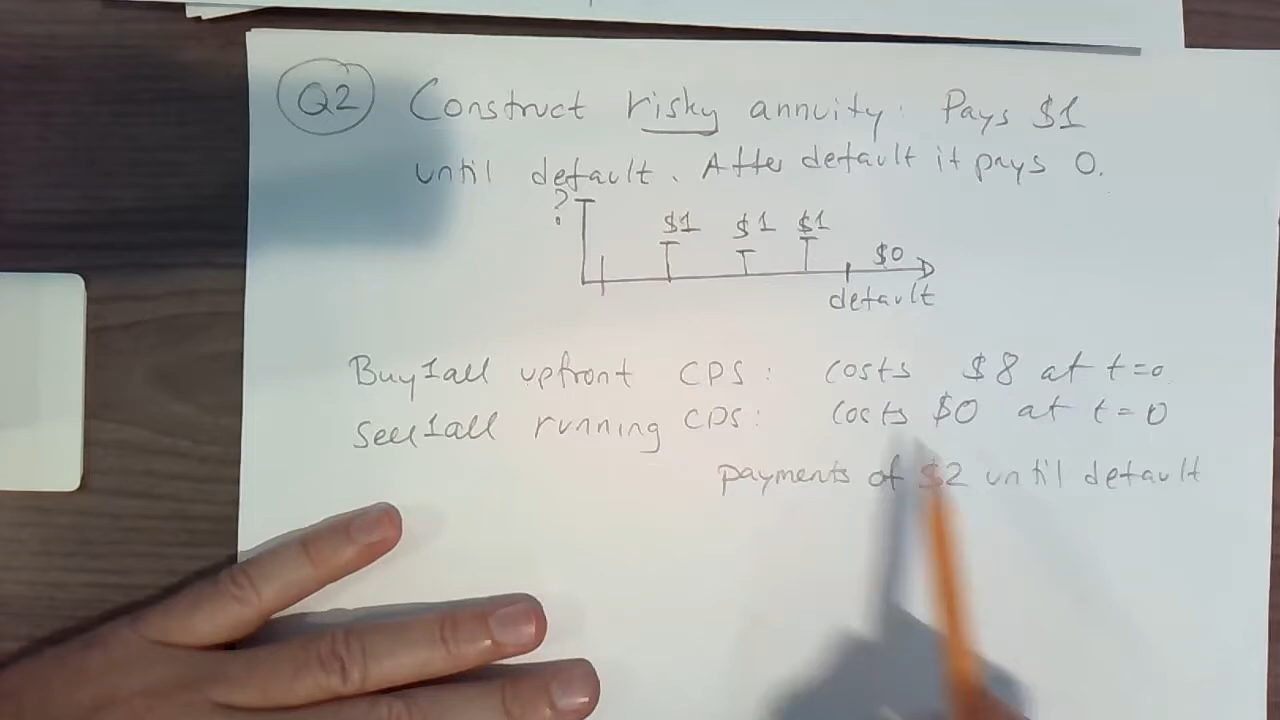 Q2 Construct risky annuity: Pays $1
until default. After default it pays 0.
?
$1 $1 $1 $0
default
Buy 1 all upfront CDS: costs $8 at t=0
Sell 1 all running CDS: costs $0 at t=0
payments of $2 until default